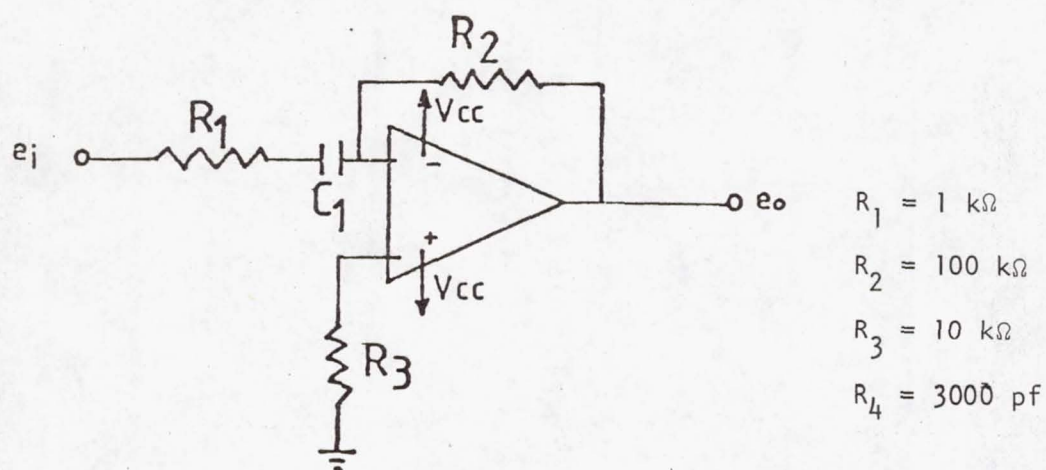 R2
Vcc
R1
ei
C1
-
+
eo
Vcc
R3
R1 = 1 kΩ
R2 = 100 kΩ
R3 = 10 kΩ
R4 = 3000 pf